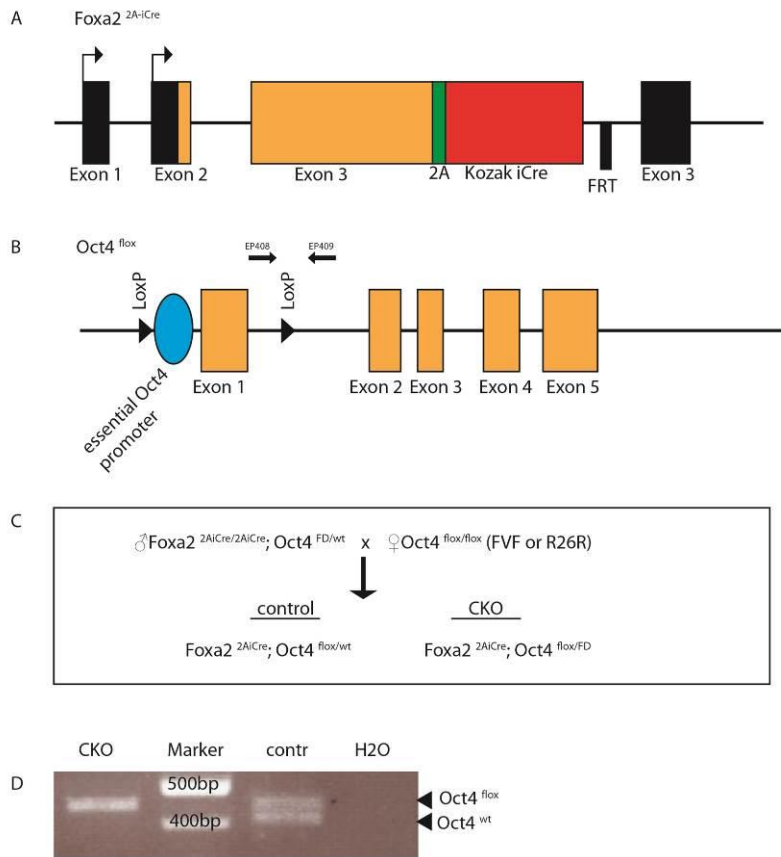 A
Foxa2 2A-iCre
Exon 1
Exon 2
Exon 3
2A
Kozak iCre
FRT
Exon 3
B
Oct4 flox
EP408
EP409
LoxP
LoxP
essential Oct4
promoter
Exon 1
Exon 2
Exon 3
Exon 4
Exon 5
C
♂Foxa2 2AiCre/2AiCre; Oct4 FD/wt x ♀Oct4 flox/flox (FVF or R26R)
control
CKO
Foxa2 2AiCre; Oct4 flox/wt
Foxa2 2AiCre; Oct4 flox/FD
CKO
Marker
contr
H2O
D
500bp
400bp
Oct4 flox
Oct4 wt